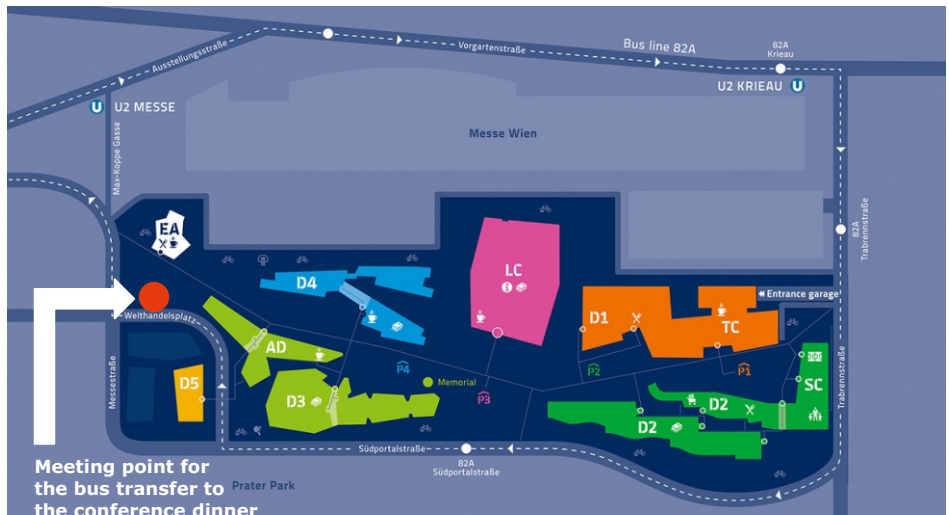 82A
Krieau
Bus line 82A
Vorgartenstraße
Ausstellungsstraße
U2 KRIEAU U
U U2 MESSE
Messe Wien
Max-Koppe Gasse
EA
82A
Trabrennstraße
LC
D4
Entrance garage
D1
TC
Welthandelsplatz
AD
P4
P2
P1
SC
D5
Memorial
P3
D2
D3
D2
Messestraße
Trabrennstraße
Südportalstraße
82A
Südportalstraße
Prater Park
Meeting point for
the bus transfer to
the conference dinner